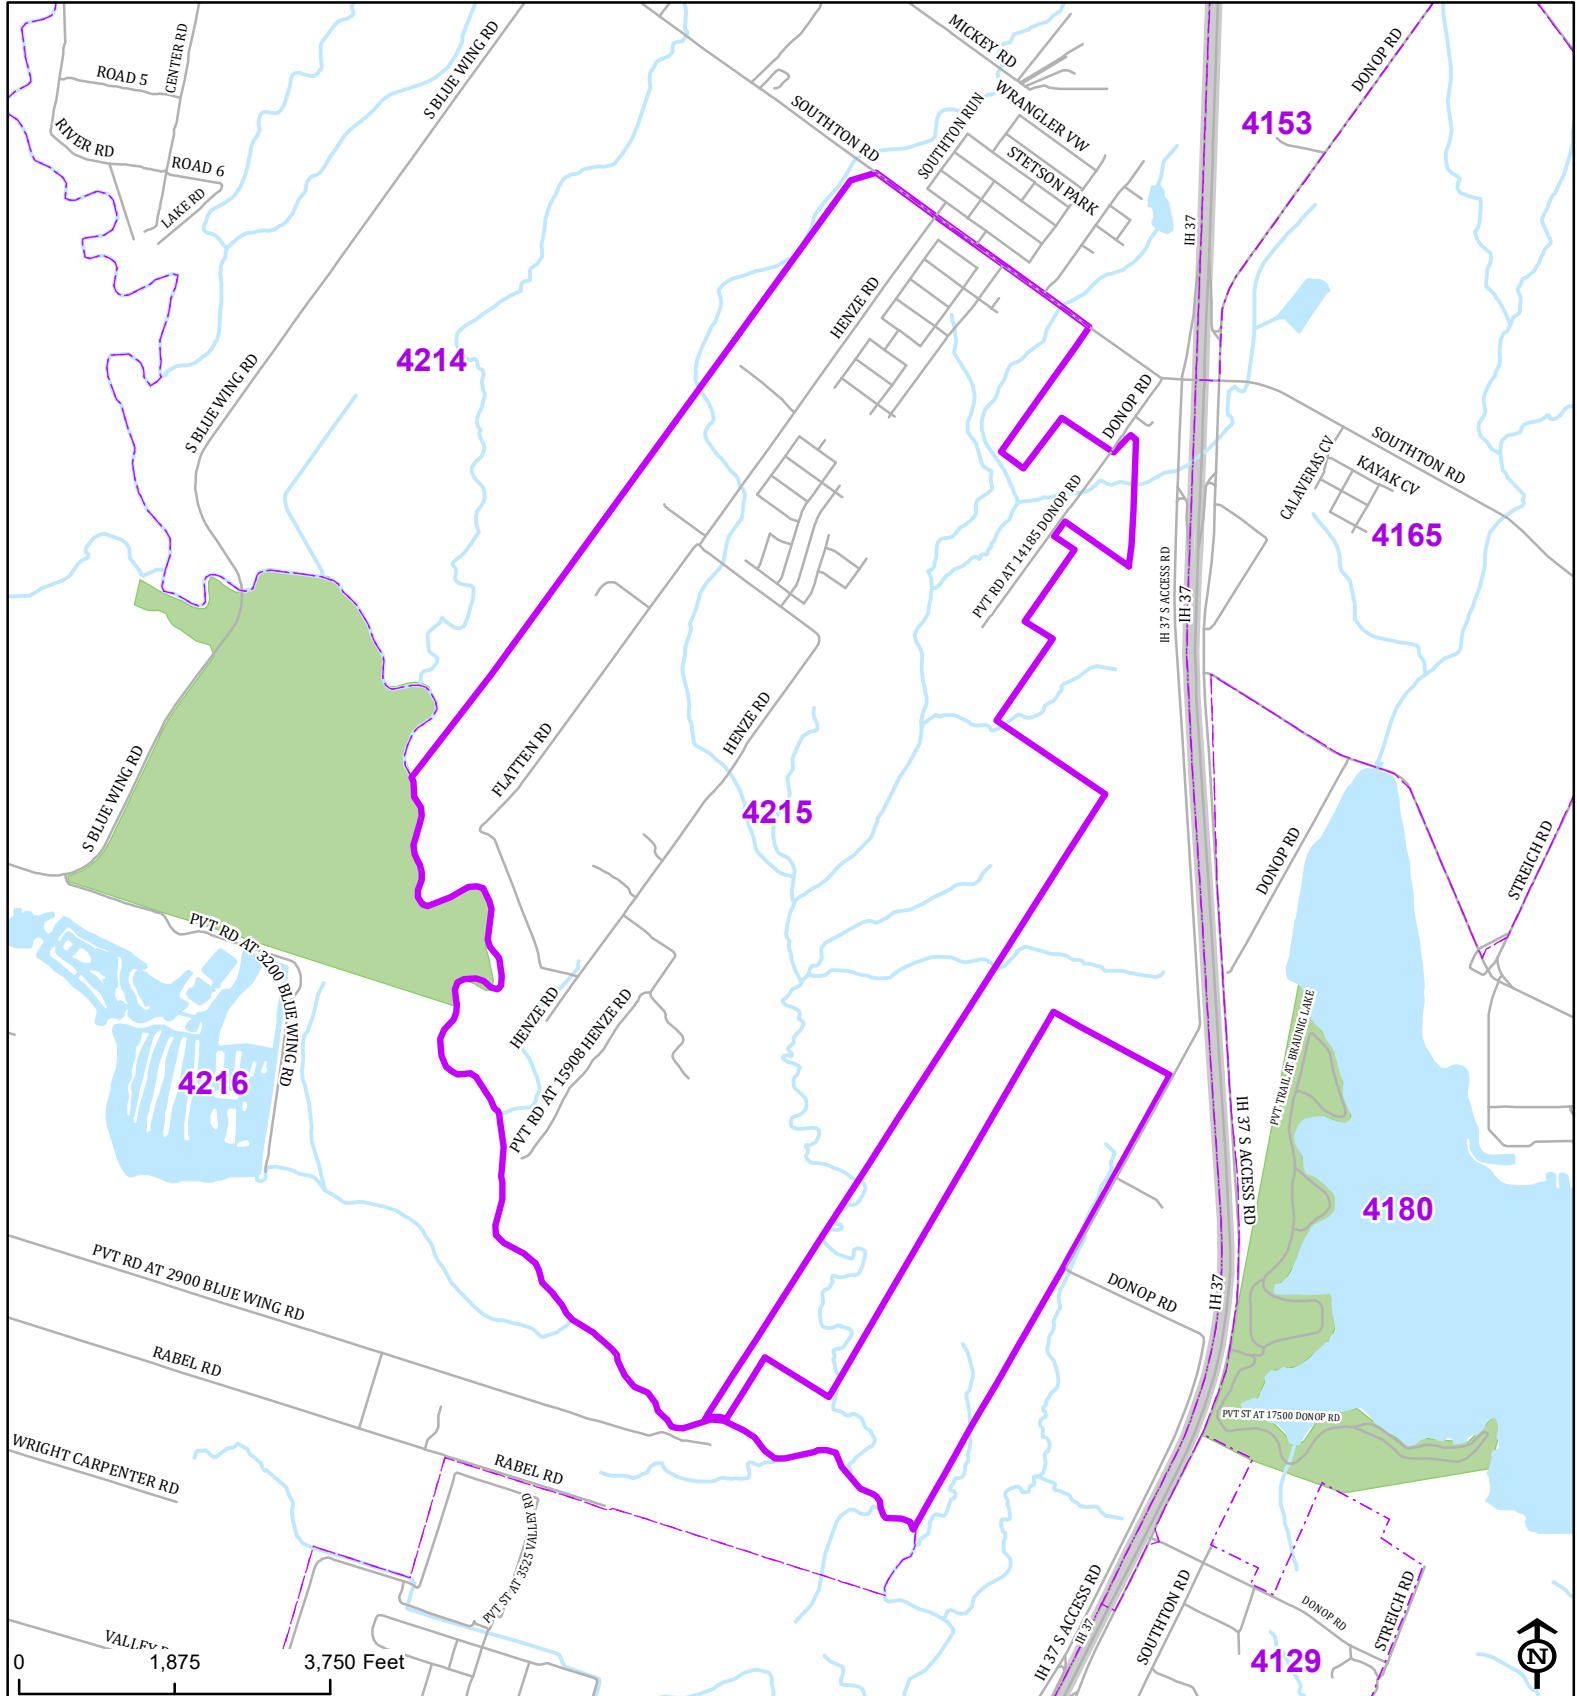 MICKEY RD
DONOP RD
CENTER RD
S BLUE WING RD
ROAD 5
WRANGLER VW
SOUTHTON RUN
SOUTHTON RD
4153
RIVER RD
ROAD 6
STETSON PARK
LAKE RD
IH 37
HENZE RD
4214
S BLUE WING RD
DONOP RD
SOUTHTON RD
CALAVERAS CV
KAYAK CV
4165
PVT RD AT 14185 DONOP RD
IH 37 S ACCESS RD
IH 37
HENZE RD
FLATTEN RD
S BLUE WING RD
4215
DONOP RD
STREICH RD
PVT RD AT 3200 BLUE WING RD
HENZE RD
PVT RD AT 15908 HENZE RD
PVT TRAIL AT BRAUNIG LAKE
4216
IH 37 S ACCESS RD
4180
PVT RD AT 2900 BLUE WING RD
DONOP RD
IH 37
RABEL RD
PVT ST AT 17500 DONOP RD
WRIGHT CARPENTER RD
RABEL RD
PVT ST AT 3525 VALLEY RD
IH 37 S ACCESS RD
IH 37
SOUTHTON RD
DONOP RD
STREICH RD
VALLEY
4129
0 1,875 3,750 Feet
N